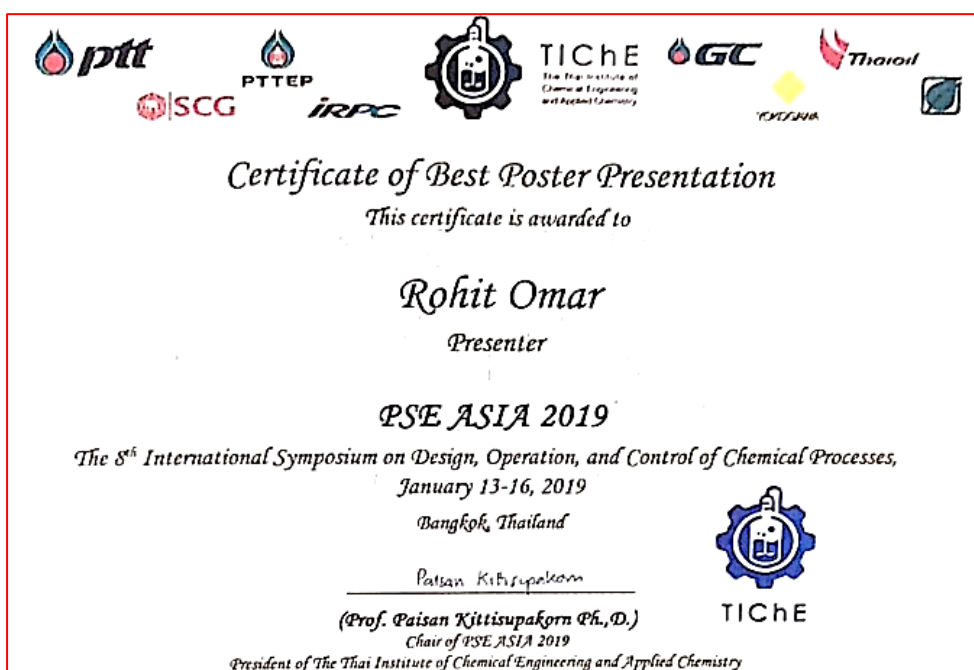 ptt
PTTEP
SCG
IRPC
TIChE
The Thai Institute of
Chemical Engineering
and Applied Chemistry
GC
Thaioil
YOKOGAWA
Certificate of Best Poster Presentation
This certificate is awarded to
Rohit Omar
Presenter
PSE ASIA 2019
The 8th International Symposium on Design, Operation, and Control of Chemical Processes,
January 13-16, 2019
Bangkok, Thailand
Paisan Kittisupakorn
(Prof. Paisan Kittisupakorn Ph.,D.)
Chair of PSE ASIA 2019
President of The Thai Institute of Chemical Engineering and Applied Chemistry
TIChE